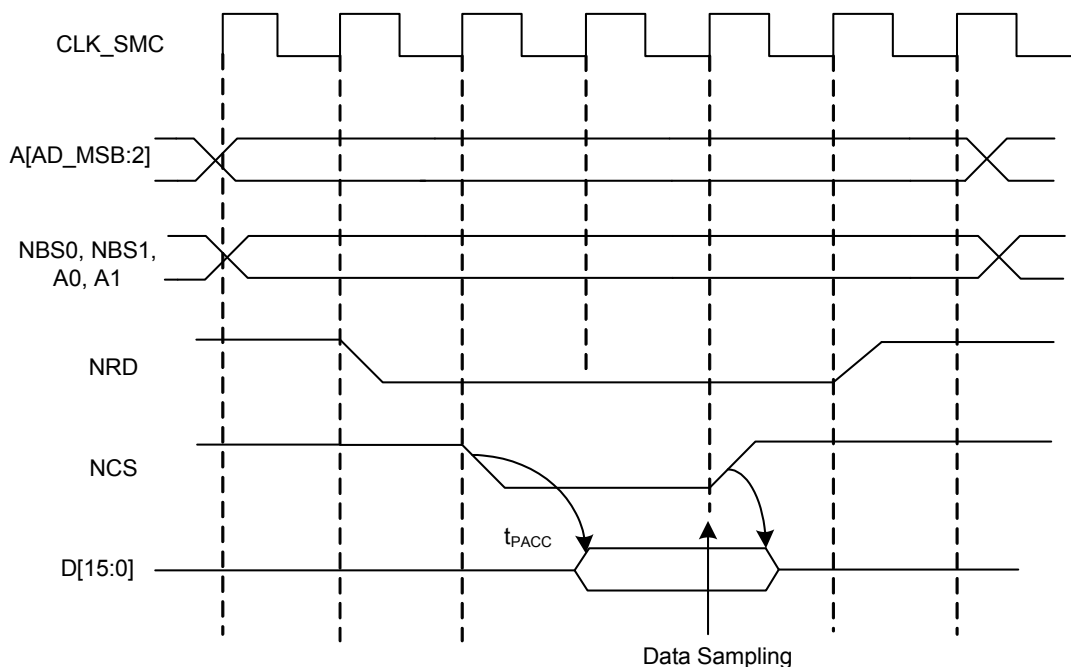 CLK_SMC
A[AD_MSB:2]
NBS0, NBS1,
A0, A1
NRD
NCS
tPACC
D[15:0]
Data Sampling